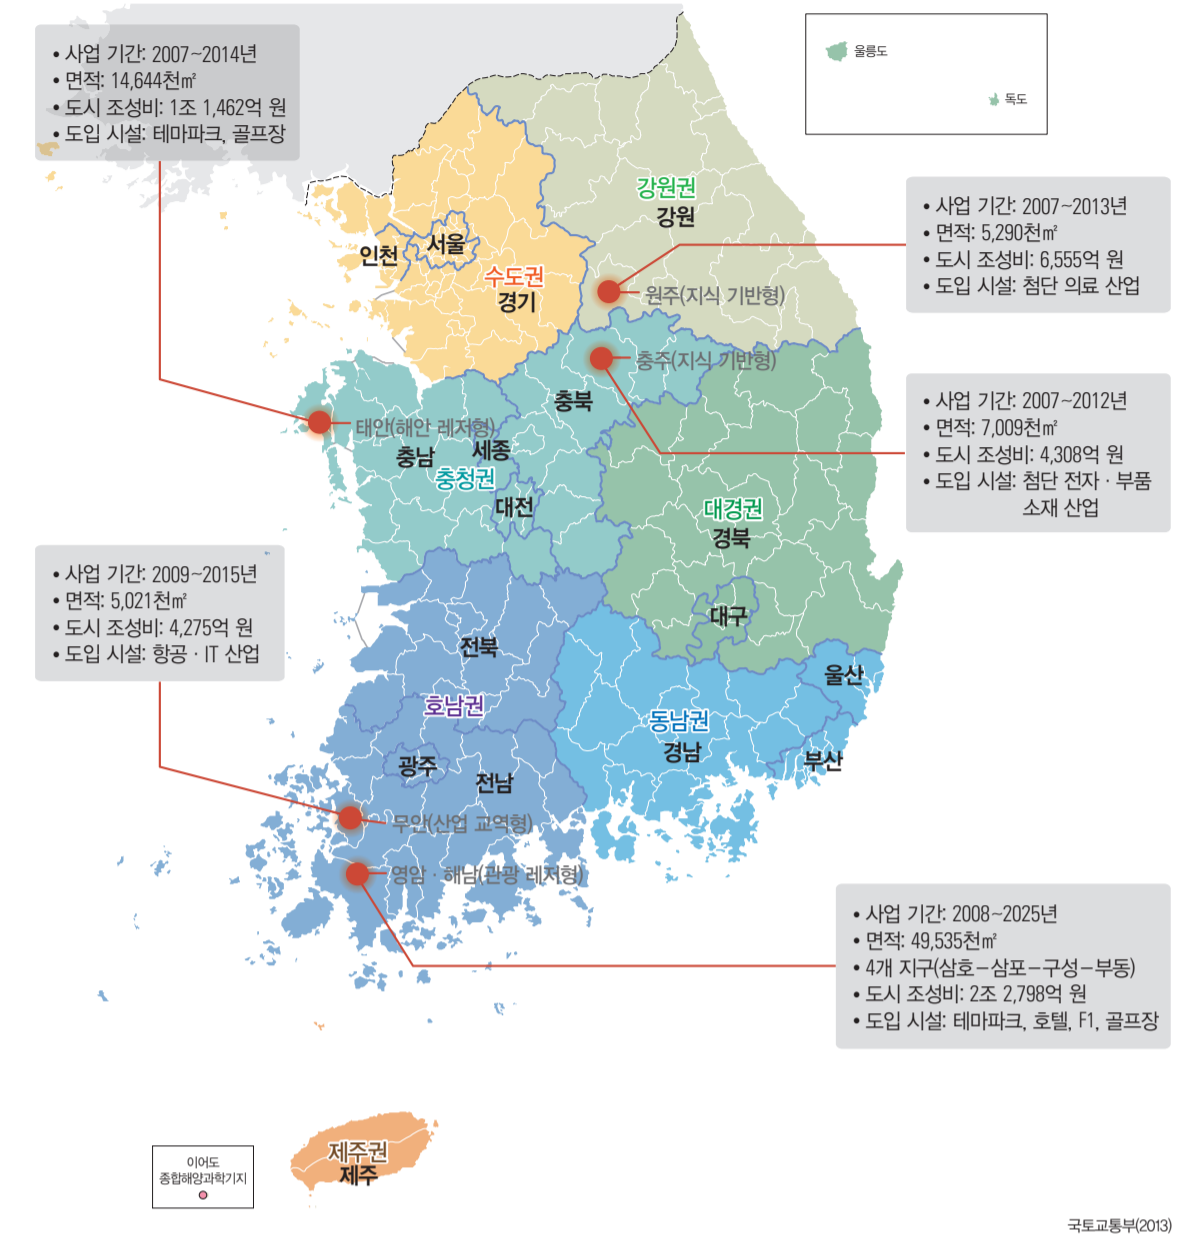 • 사업 기간: 2007~2014년
• 면적: 14,644천㎡
• 도시 조성비: 1조 1,462억 원
• 도입 시설: 테마파크, 골프장
울릉도
독도
강원권
강원
• 사업 기간: 2007~2013년
• 면적: 5,290천㎡
• 도시 조성비: 6,555억 원
• 도입 시설: 첨단 의료 산업
서울
인천
수도권
경기
원주(지식 기반형)
충주(지식 기반형)
• 사업 기간: 2007~2012년
• 면적: 7,009천㎡
• 도시 조성비: 4,308억 원
• 도입 시설: 첨단 전자 · 부품
소재 산업
충북
태안(해안 레저형)
충남
세종
충청권
대전
대경권
경북
• 사업 기간: 2009~2015년
• 면적: 5,021천㎡
• 도시 조성비: 4,275억 원
• 도입 시설: 항공 · IT 산업
대구
전북
울산
호남권
동남권
경남
부산
광주
전남
무안(산업 교역형)
영암 · 해남(관광 레저형)
• 사업 기간: 2008~2025년
• 면적: 49,535천㎡
• 4개 지구(삼호–삼포–구성–부동)
• 도시 조성비: 2조 2,798억 원
• 도입 시설: 테마파크, 호텔, F1, 골프장
제주권
제주
이어도
종합해양과학기지
국토교통부(2013)